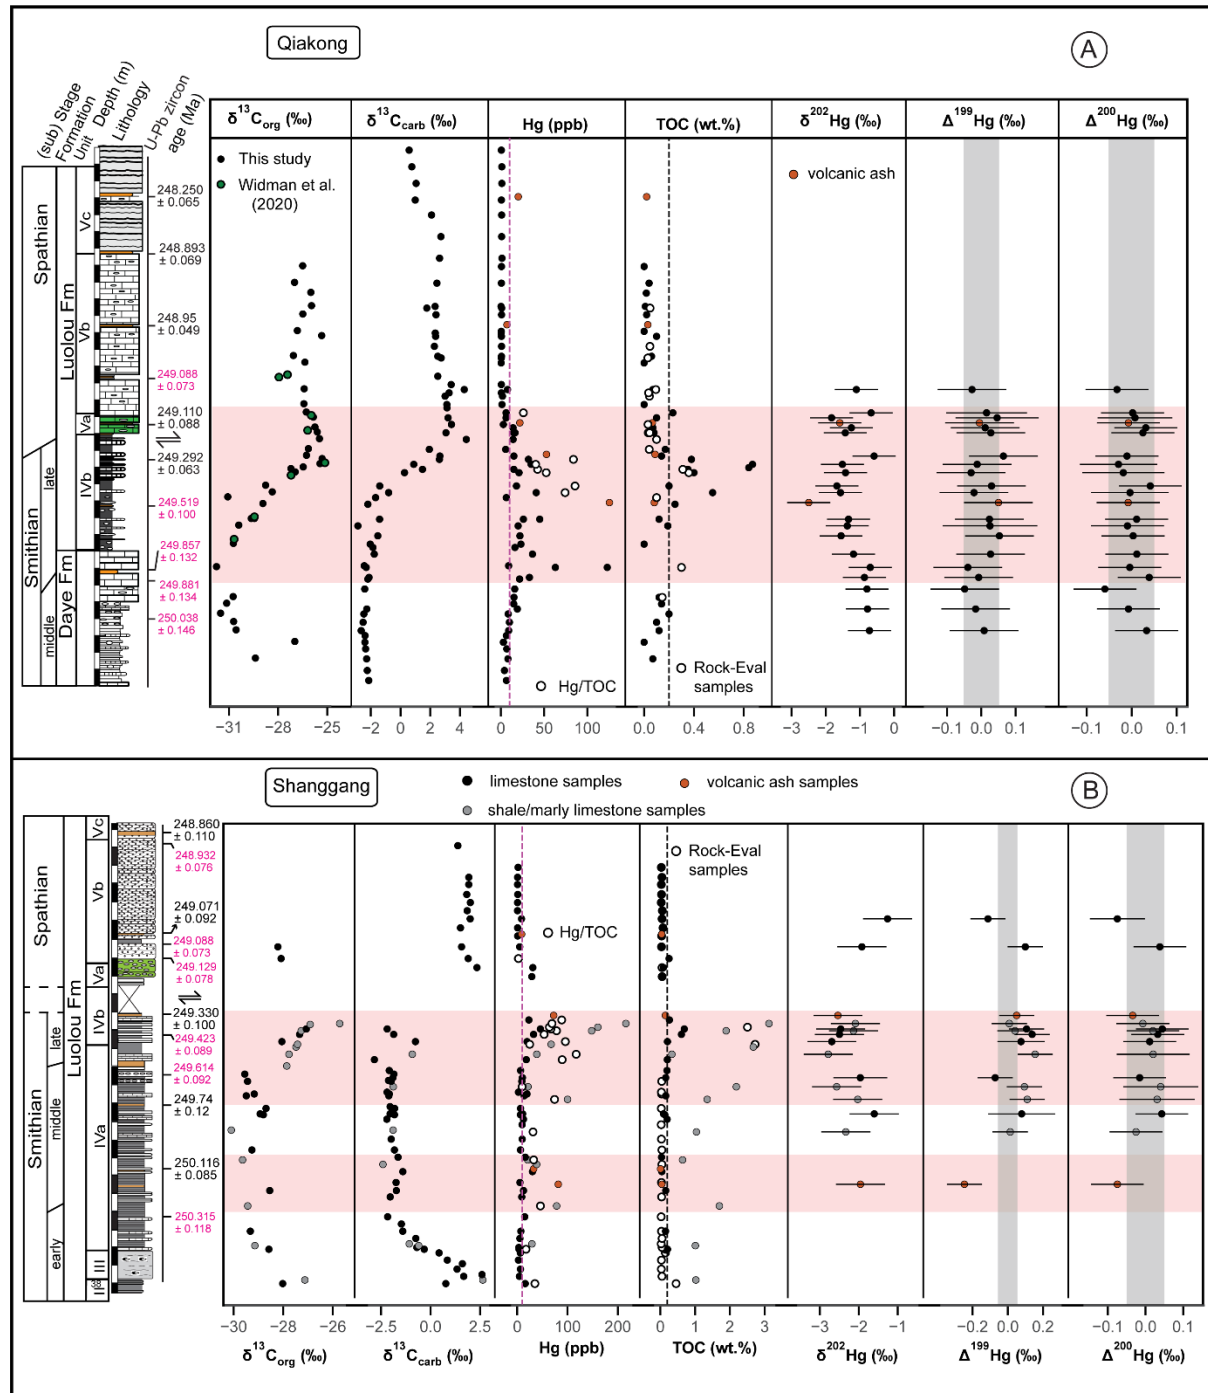 Qiakong
A
(sub) Stage
Formation
Unit
Depth (m)
Lithology
U-Pb zircon
age (Ma)
δ¹³C_org (‰)
δ¹³C_carb (‰)
Hg (ppb)
TOC (wt.%)
δ²⁰²Hg (‰)
Δ¹⁹⁹Hg (‰)
Δ²⁰⁰Hg (‰)
This study
Widman et al.
(2020)
volcanic ash
Spathian
Smithian
late
middle
Luolou Fm
Daye Fm
Vc
Vb
Va
IVb
248.250
± 0.065
248.893
± 0.069
248.95
± 0.049
249.088
± 0.073
249.110
± 0.088
249.292
± 0.063
249.519
± 0.100
249.857
± 0.132
249.881
± 0.134
250.038
± 0.146
Hg/TOC
Rock-Eval
samples
−31 −28 −25
−2 0 2 4
0 50 100
0.0 0.4 0.8
−3 −2 −1 0
−0.1 0.0 0.1
−0.1 0.0 0.1
Shanggang
B
limestone samples
volcanic ash samples
shale/marly limestone samples
Spathian
Smithian
late
middle
early
Luolou Fm
Vc
Vb
Va
IVb
IVa
III
II
248.860
± 0.110
248.932
± 0.076
249.071
± 0.092
249.088
± 0.073
249.129
± 0.078
249.330
± 0.100
249.423
± 0.089
249.614
± 0.092
249.74
± 0.12
250.116
± 0.085
250.315
± 0.118
Hg/TOC
Rock-Eval
samples
−30 −28 −26
−2.5 0.0 2.5
0 100 200
0 1 2 3
−3 −2 −1
−0.2 0.0 0.2
−0.1 0.0 0.1
δ¹³C_org (‰)
δ¹³C_carb (‰)
Hg (ppb)
TOC (wt.%)
δ²⁰²Hg (‰)
Δ¹⁹⁹Hg (‰)
Δ²⁰⁰Hg (‰)